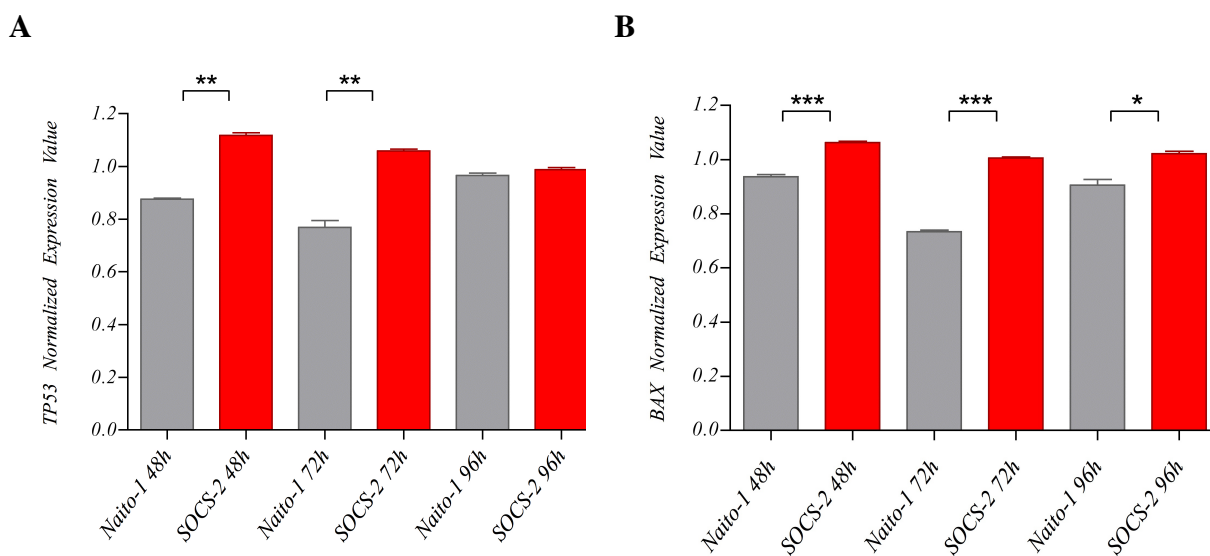 A
TP53 Normalized Expression Value
1.2
1.0
0.8
0.6
0.4
0.2
0.0
**
**
Naito-1 48h
SOCS-2 48h
Naito-1 72h
SOCS-2 72h
Naito-1 96h
SOCS-2 96h
B
BAX Normalized Expression Value
1.2
1.0
0.8
0.6
0.4
0.2
0.0
***
***
*
Naito-1 48h
SOCS-2 48h
Naito-1 72h
SOCS-2 72h
Naito-1 96h
SOCS-2 96h